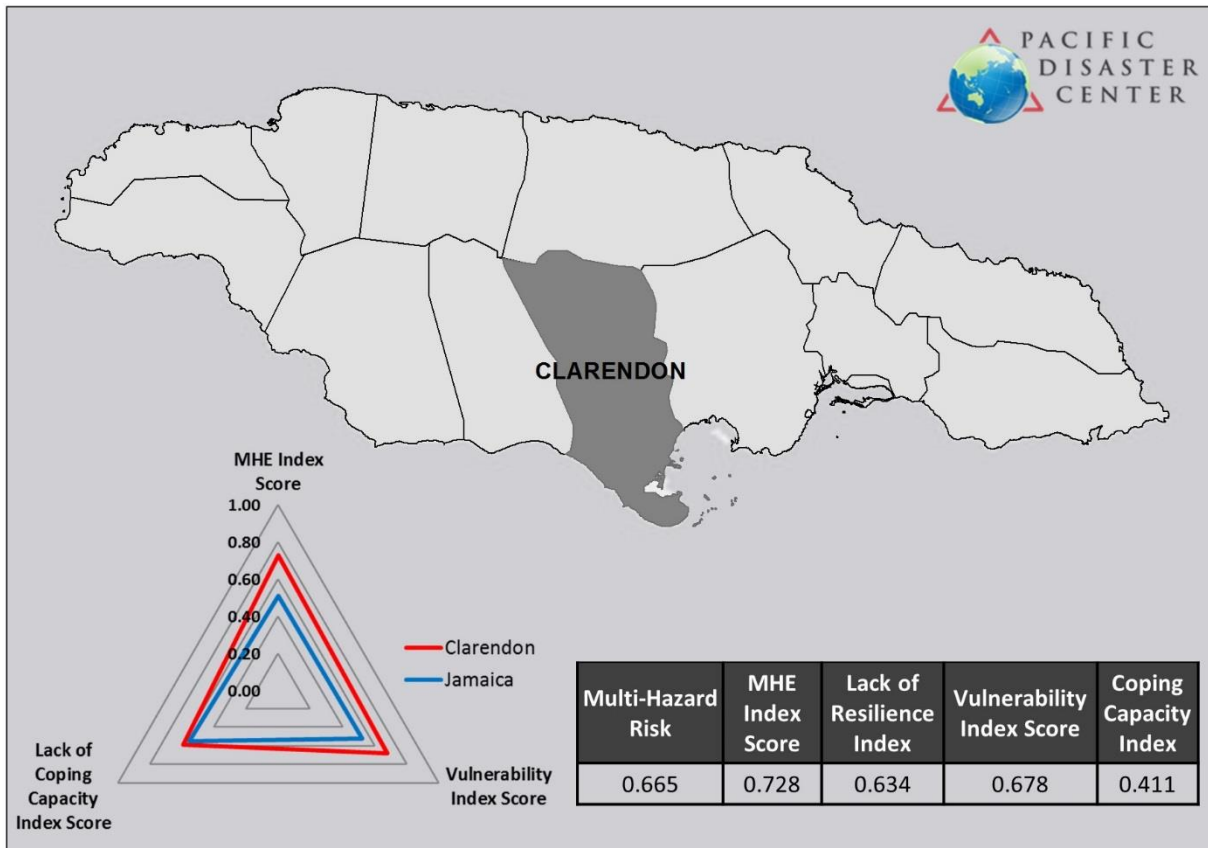 PACIFIC
DISASTER
CENTER
CLARENDON
MHE Index
Score
1.00
0.80
0.60
0.40
0.20
0.00
Clarendon
Jamaica
Lack of
Coping
Capacity
Index Score
Vulnerability
Index Score
Multi-Hazard
Risk
MHE
Index
Score
Lack of
Resilience
Index
Vulnerability
Index Score
Coping
Capacity
Index
0.665
0.728
0.634
0.678
0.411